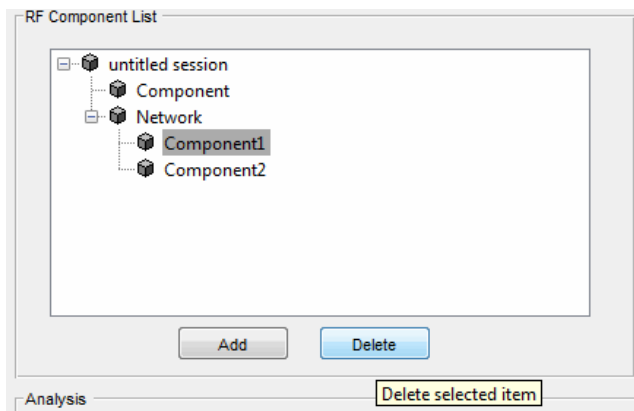 RF Component List
untitled session
Component
Network
Component1
Component2
Add Delete
Delete selected item
Analysis